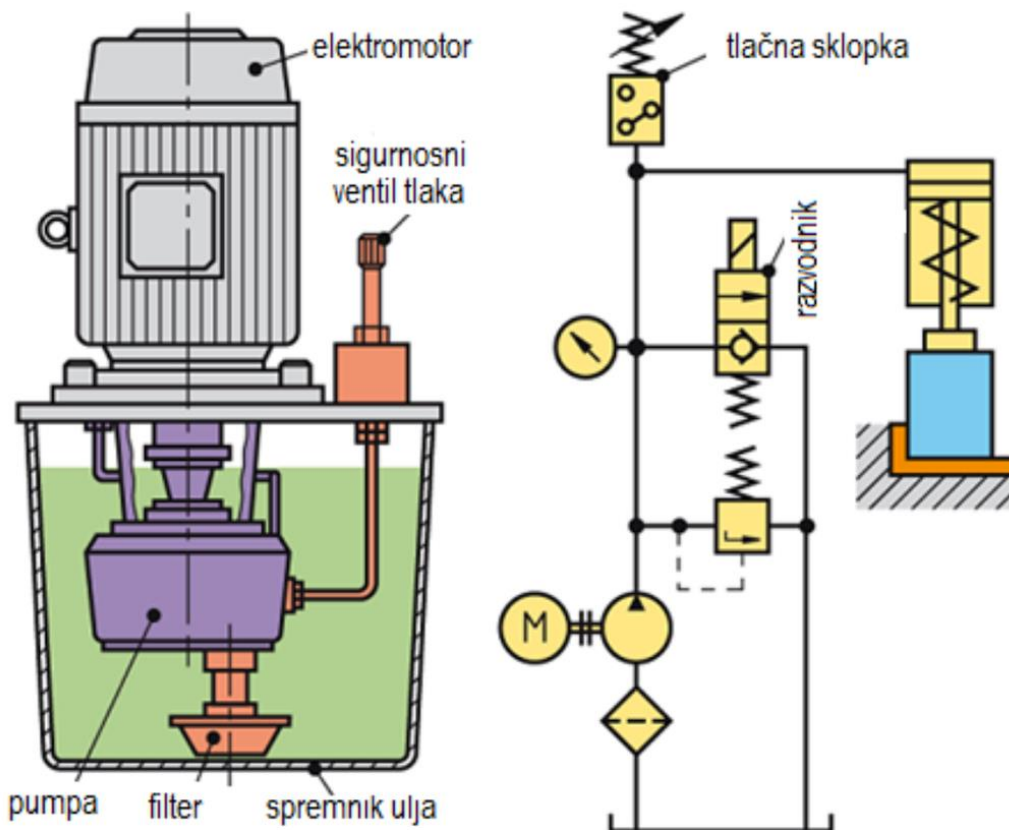 elektromotor
sigurnosni
ventil tlaka
pumpa
filter
spremnik ulja
tlačna sklopka
razvodnik
M